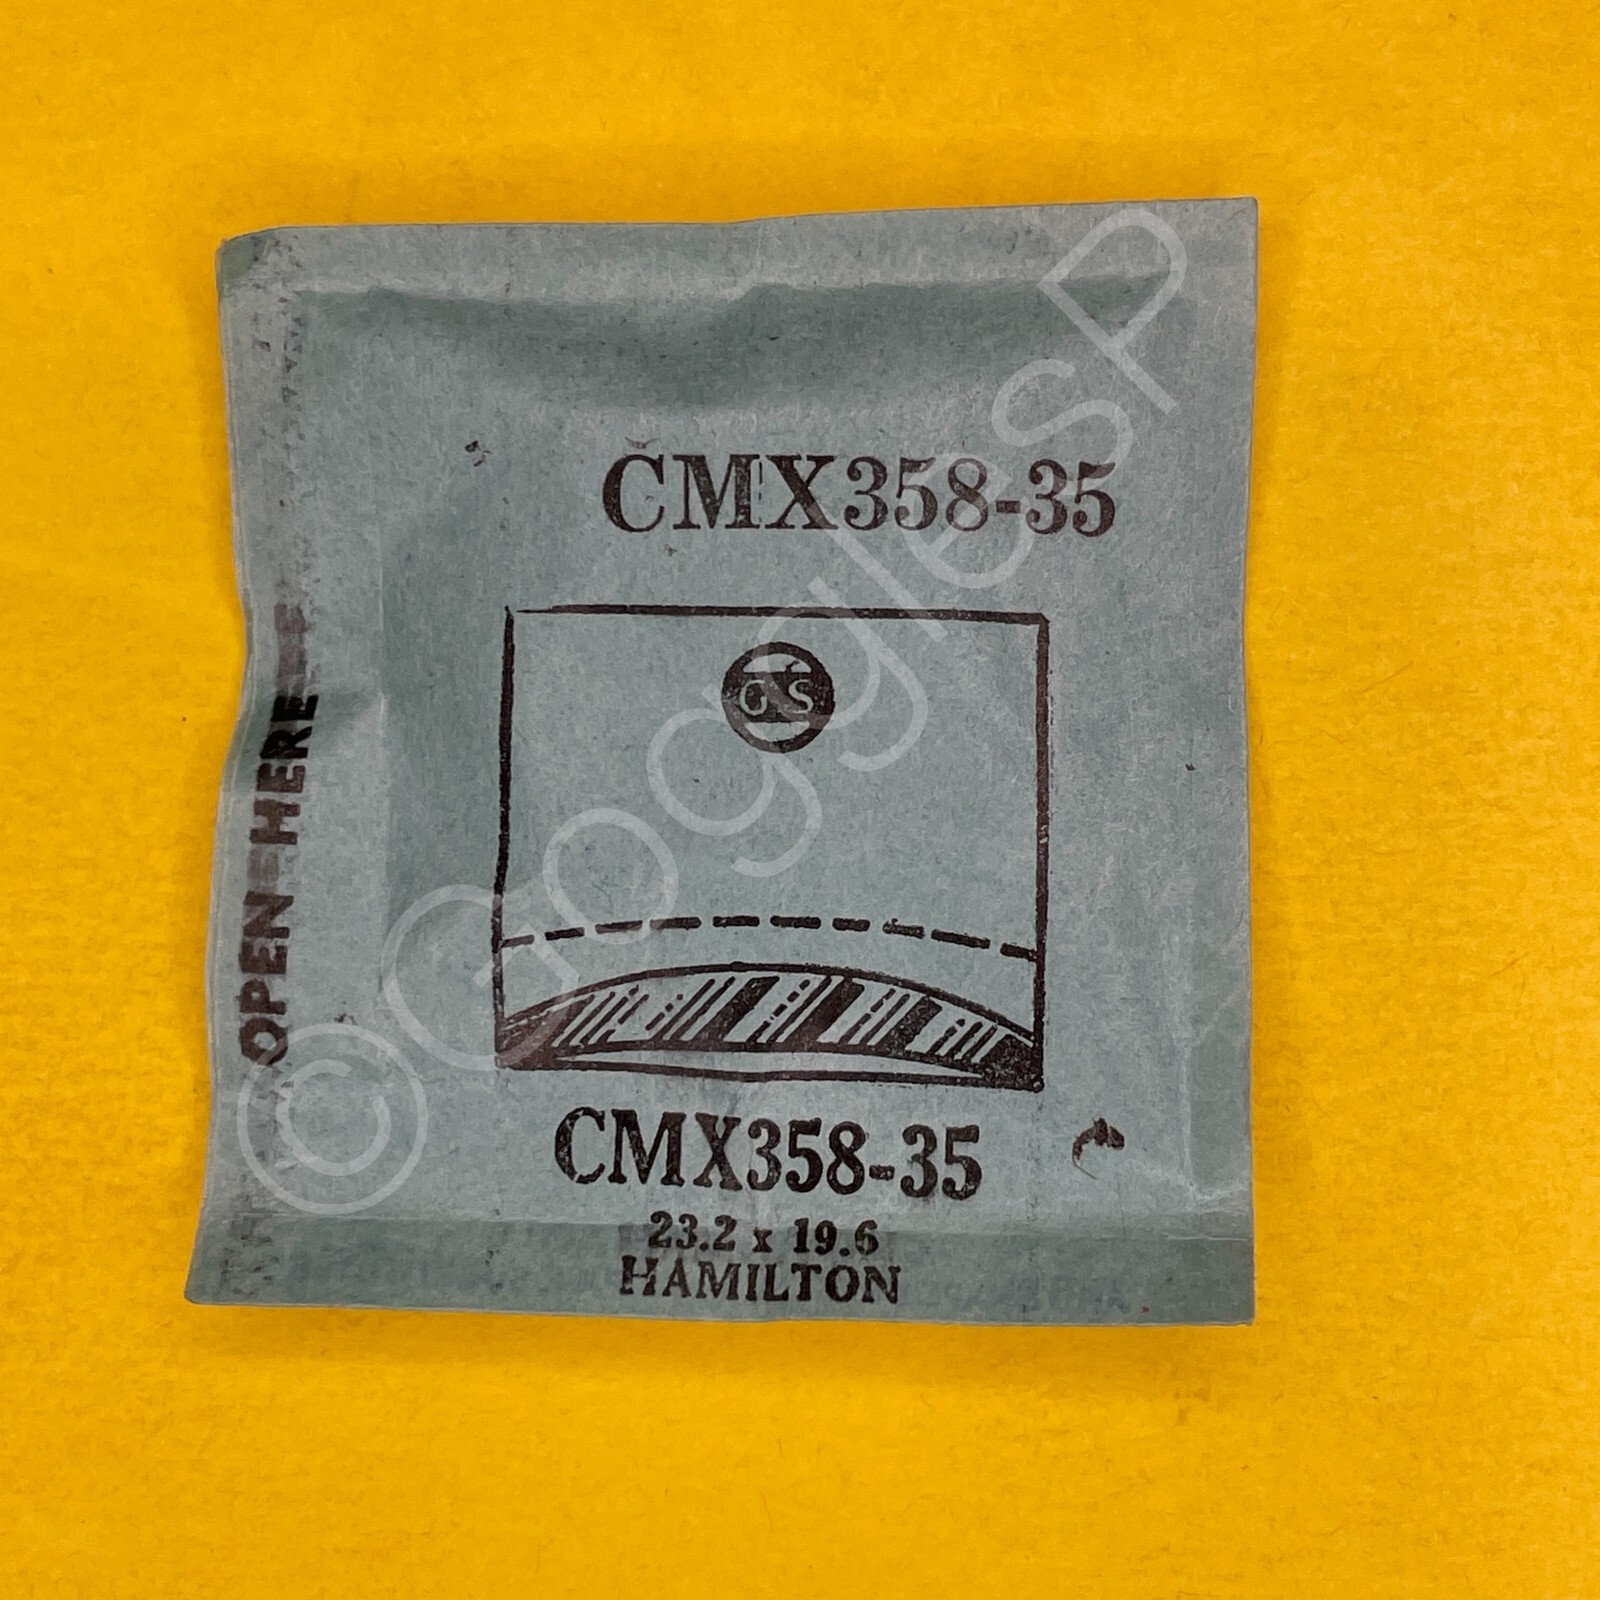 CMX358-35
GS
OPEN HERE
CMX358-35
23.2 x 19.6
HAMILTON
©GogglesP